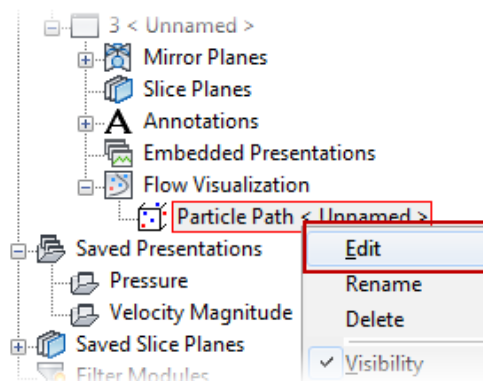 3 < Unnamed >
Mirror Planes
Slice Planes
A Annotations
Embedded Presentations
Flow Visualization
Particle Path < Unnamed >
Saved Presentations
Edit
Pressure
Rename
Velocity Magnitude
Delete
Saved Slice Planes
Visibility
Filter Modules